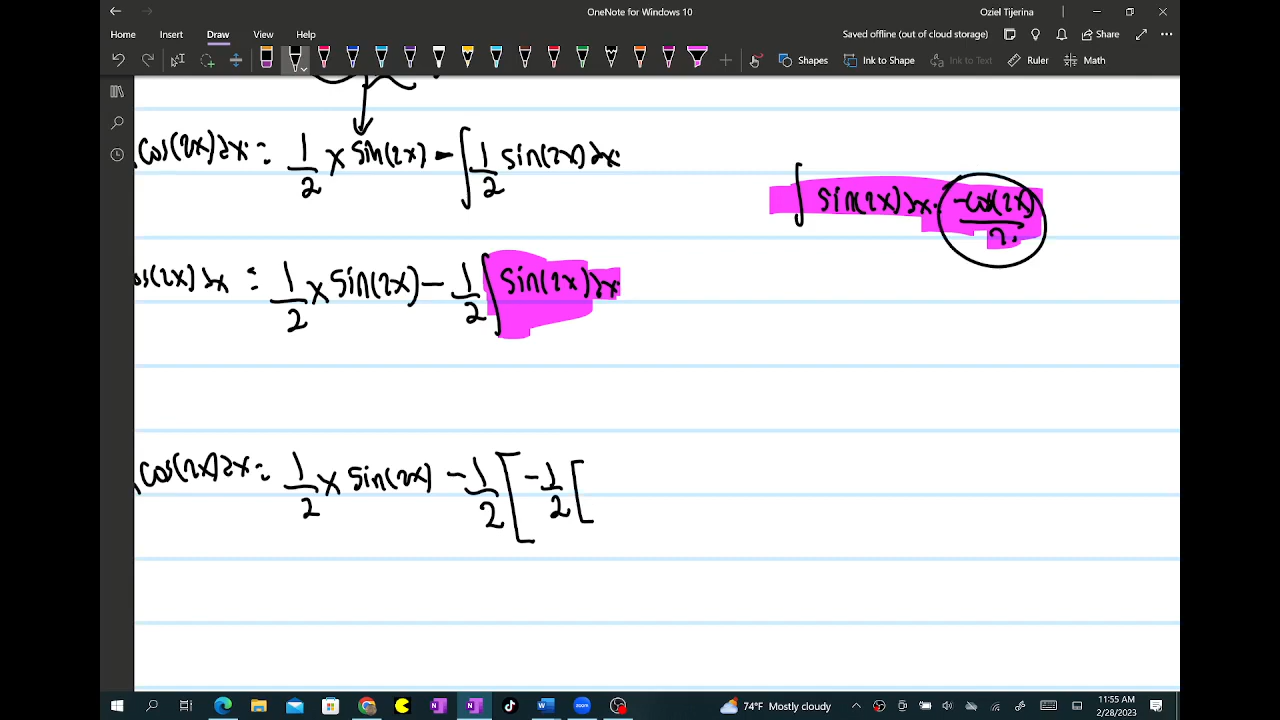 OneNote for Windows 10
Oziel Tijerina
Home Insert Draw View Help
Saved offline (out of cloud storage) Share
Shapes Ink to Shape Ink to Text Ruler Math
cos(2x)dx = 1/2 x sin(2x) - ∫ 1/2 sin(2x)dx
∫ sin(2x)dx = -cos(2x)/2
cos(2x)dx = 1/2 x sin(2x) - 1/2 ∫ sin(2x)dx
cos(2x)dx = 1/2 x sin(2x) - 1/2 [ - 1/2 [
74°F Mostly cloudy
11:55 AM
2/28/2023